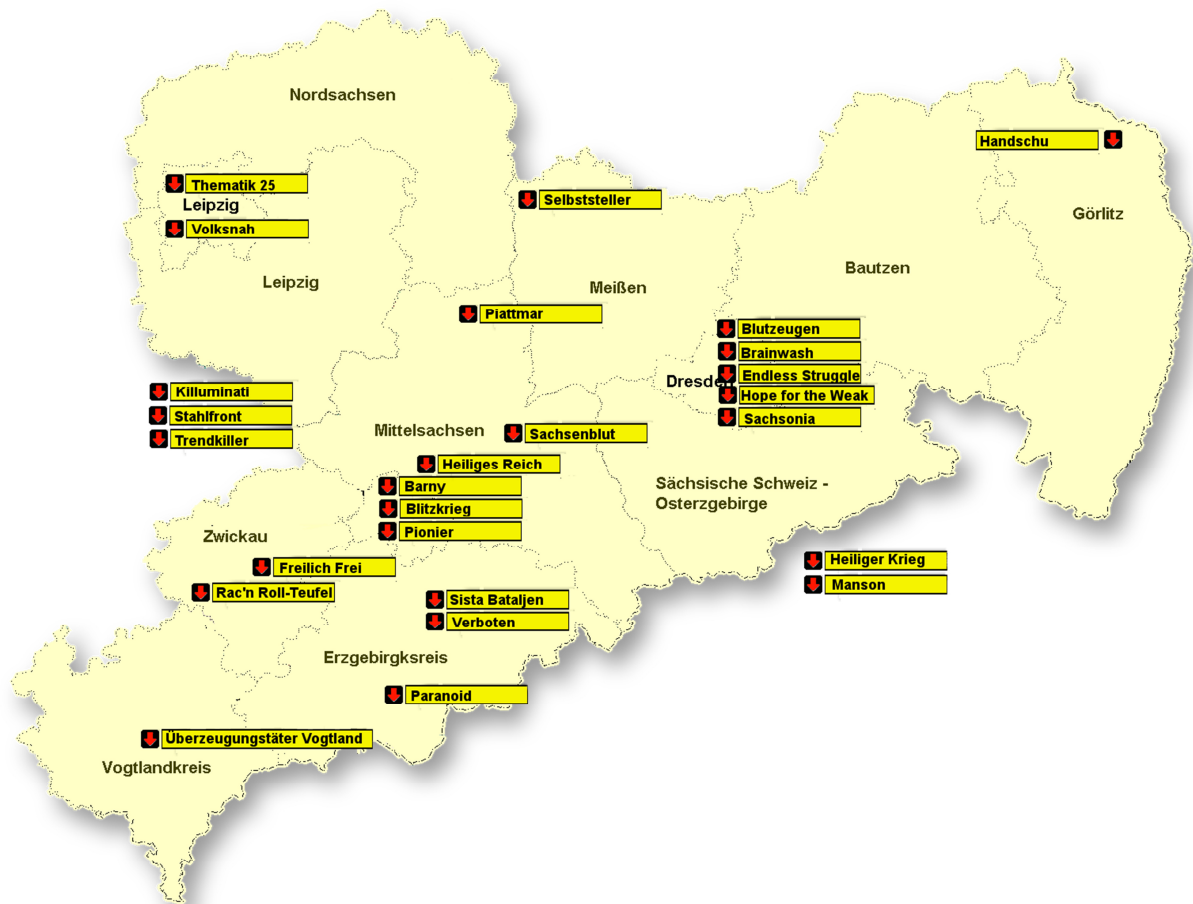 Nordsachsen
Handschu
Thematik 25
Selbststeller
Leipzig
Görlitz
Volksnah
Bautzen
Leipzig
Meißen
Piattmar
Blutzeugen
Brainwash
Endless Struggle
Dresden
Hope for the Weak
Sachsonia
Killuminati
Stahlfront
Trendkiller
Mittelsachsen
Sachsenblut
Heiliges Reich
Barny
Blitzkrieg
Pionier
Sächsische Schweiz -
Osterzgebirge
Zwickau
Freilich Frei
Rac'n Roll-Teufel
Heiliger Krieg
Manson
Sista Bataljen
Verboten
Erzgebirgksreis
Paranoid
Überzeugungstäter Vogtland
Vogtlandkreis